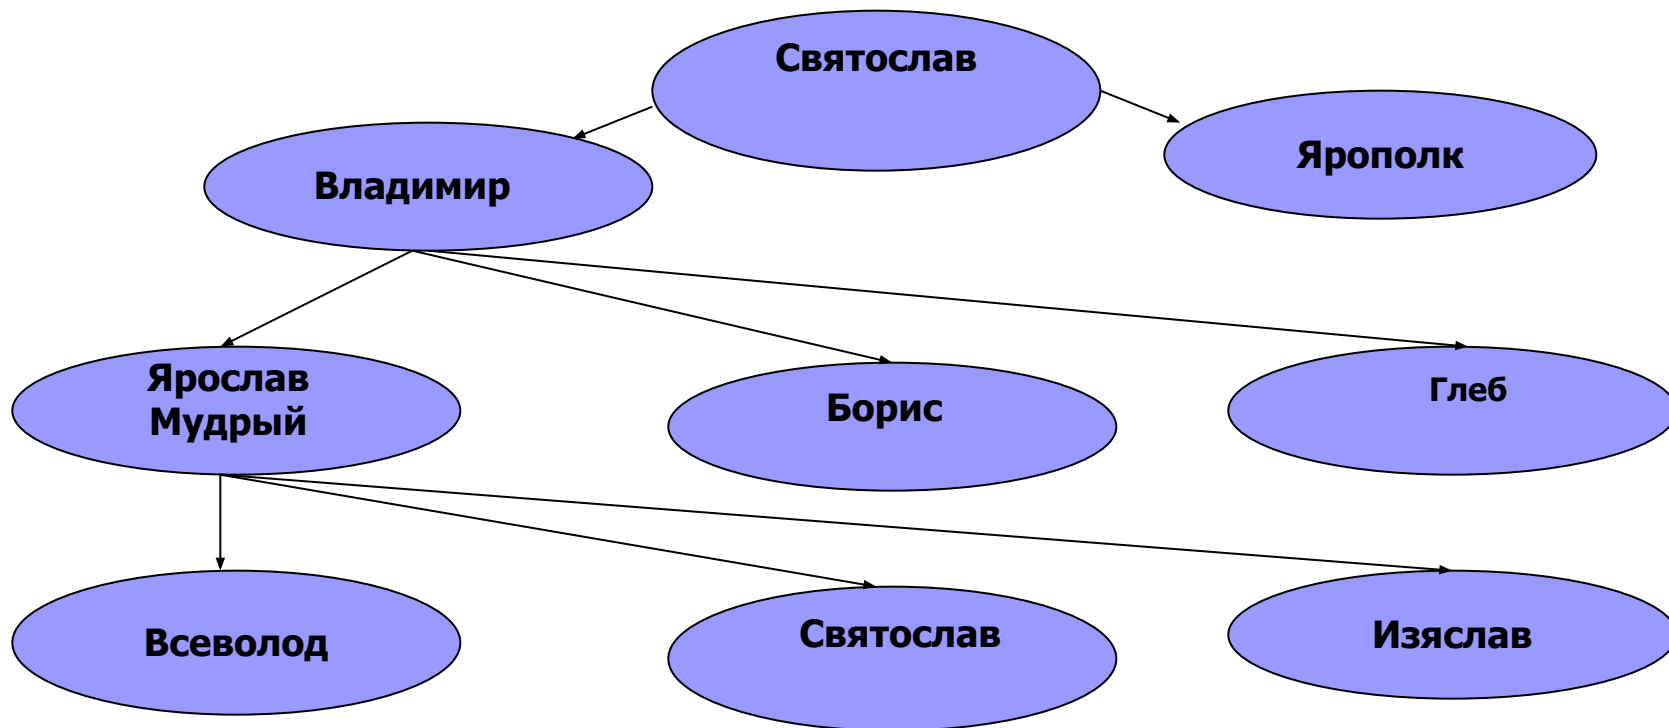 Святослав
Ярополк
Владимир
Ярослав
Мудрый
Борис
Глеб
Всеволод
Святослав
Изяслав